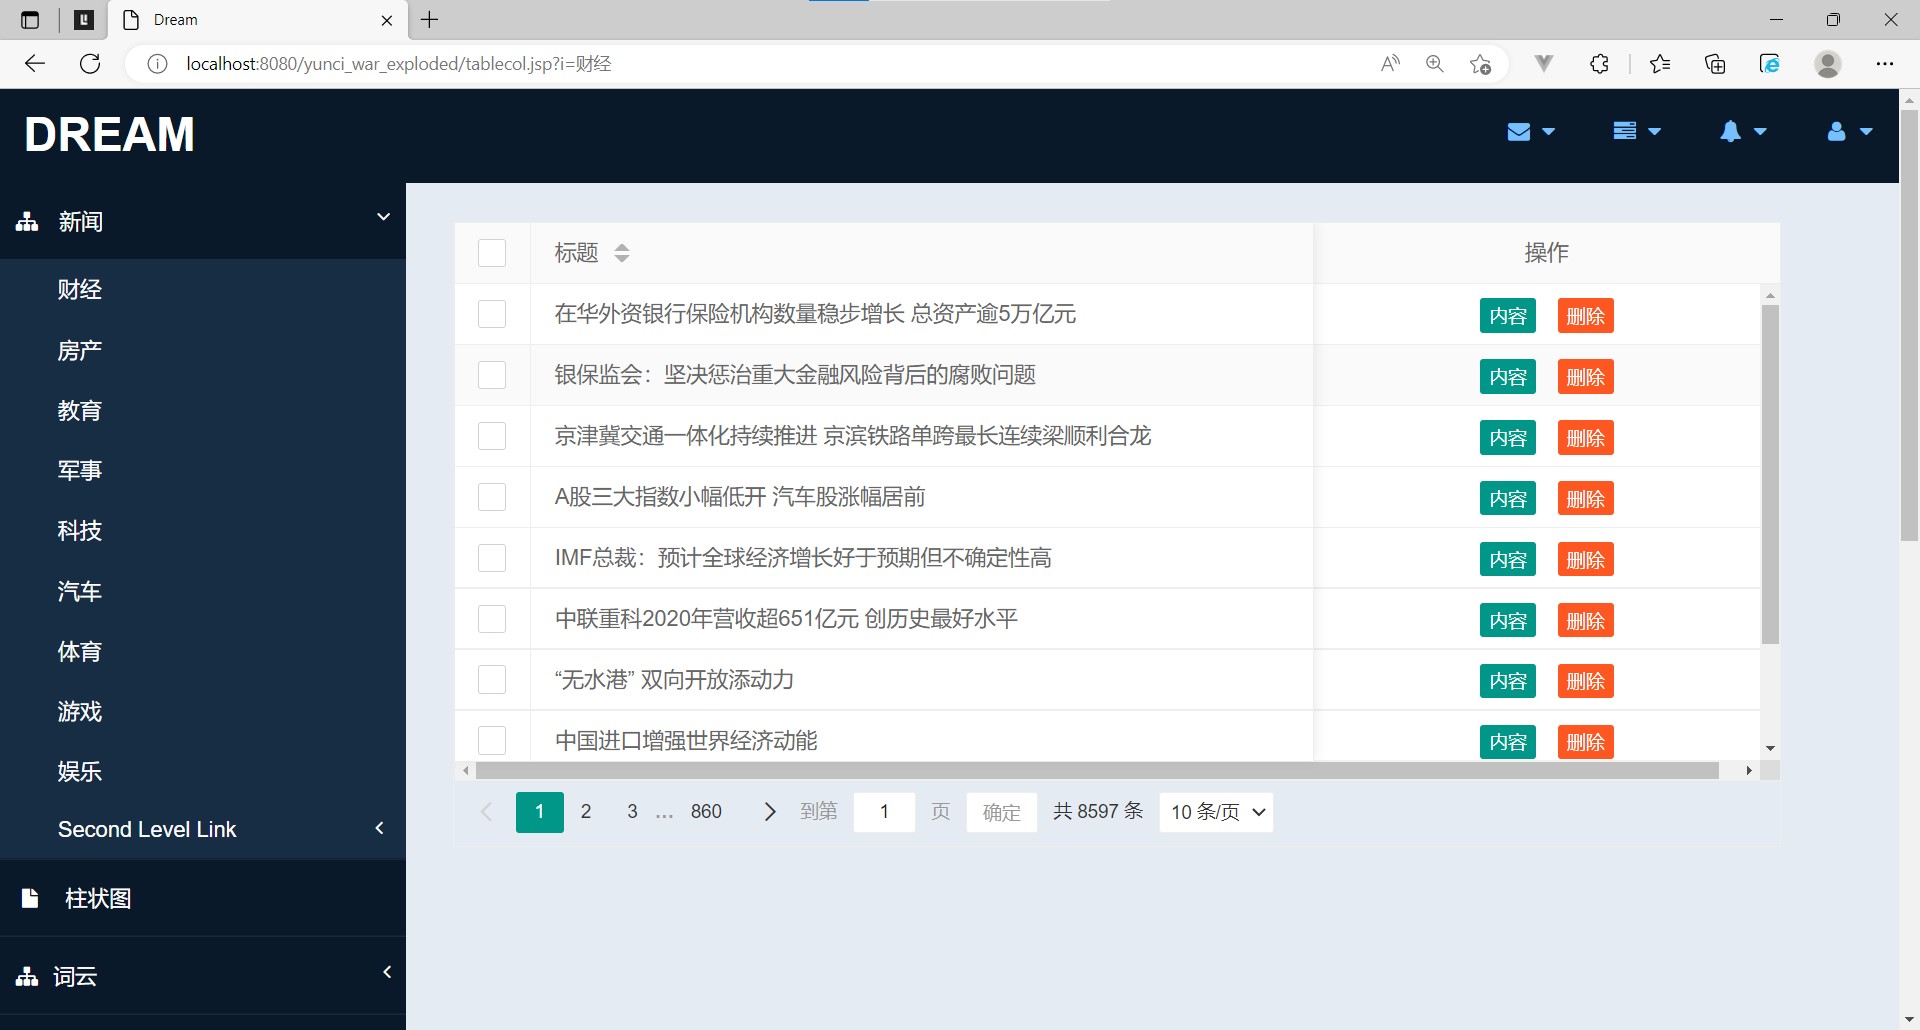 Dream
localhost:8080/yunci_war_exploded/tablecol.jsp?i=财经
DREAM
新闻
财经
房产
教育
军事
科技
汽车
体育
游戏
娱乐
Second Level Link
柱状图
词云
标题 操作
在华外资银行保险机构数量稳步增长 总资产逾5万亿元 内容 删除
银保监会：坚决惩治重大金融风险背后的腐败问题 内容 删除
京津冀交通一体化持续推进 京滨铁路单跨最长连续梁顺利合龙 内容 删除
A股三大指数小幅低开 汽车股涨幅居前 内容 删除
IMF总裁：预计全球经济增长好于预期但不确定性高 内容 删除
中联重科2020年营收超651亿元 创历史最好水平 内容 删除
“无水港” 双向开放添动力 内容 删除
中国进口增强世界经济动能 内容 删除
1 2 3 … 860 到第 1 页 确定 共 8597 条 10 条/页